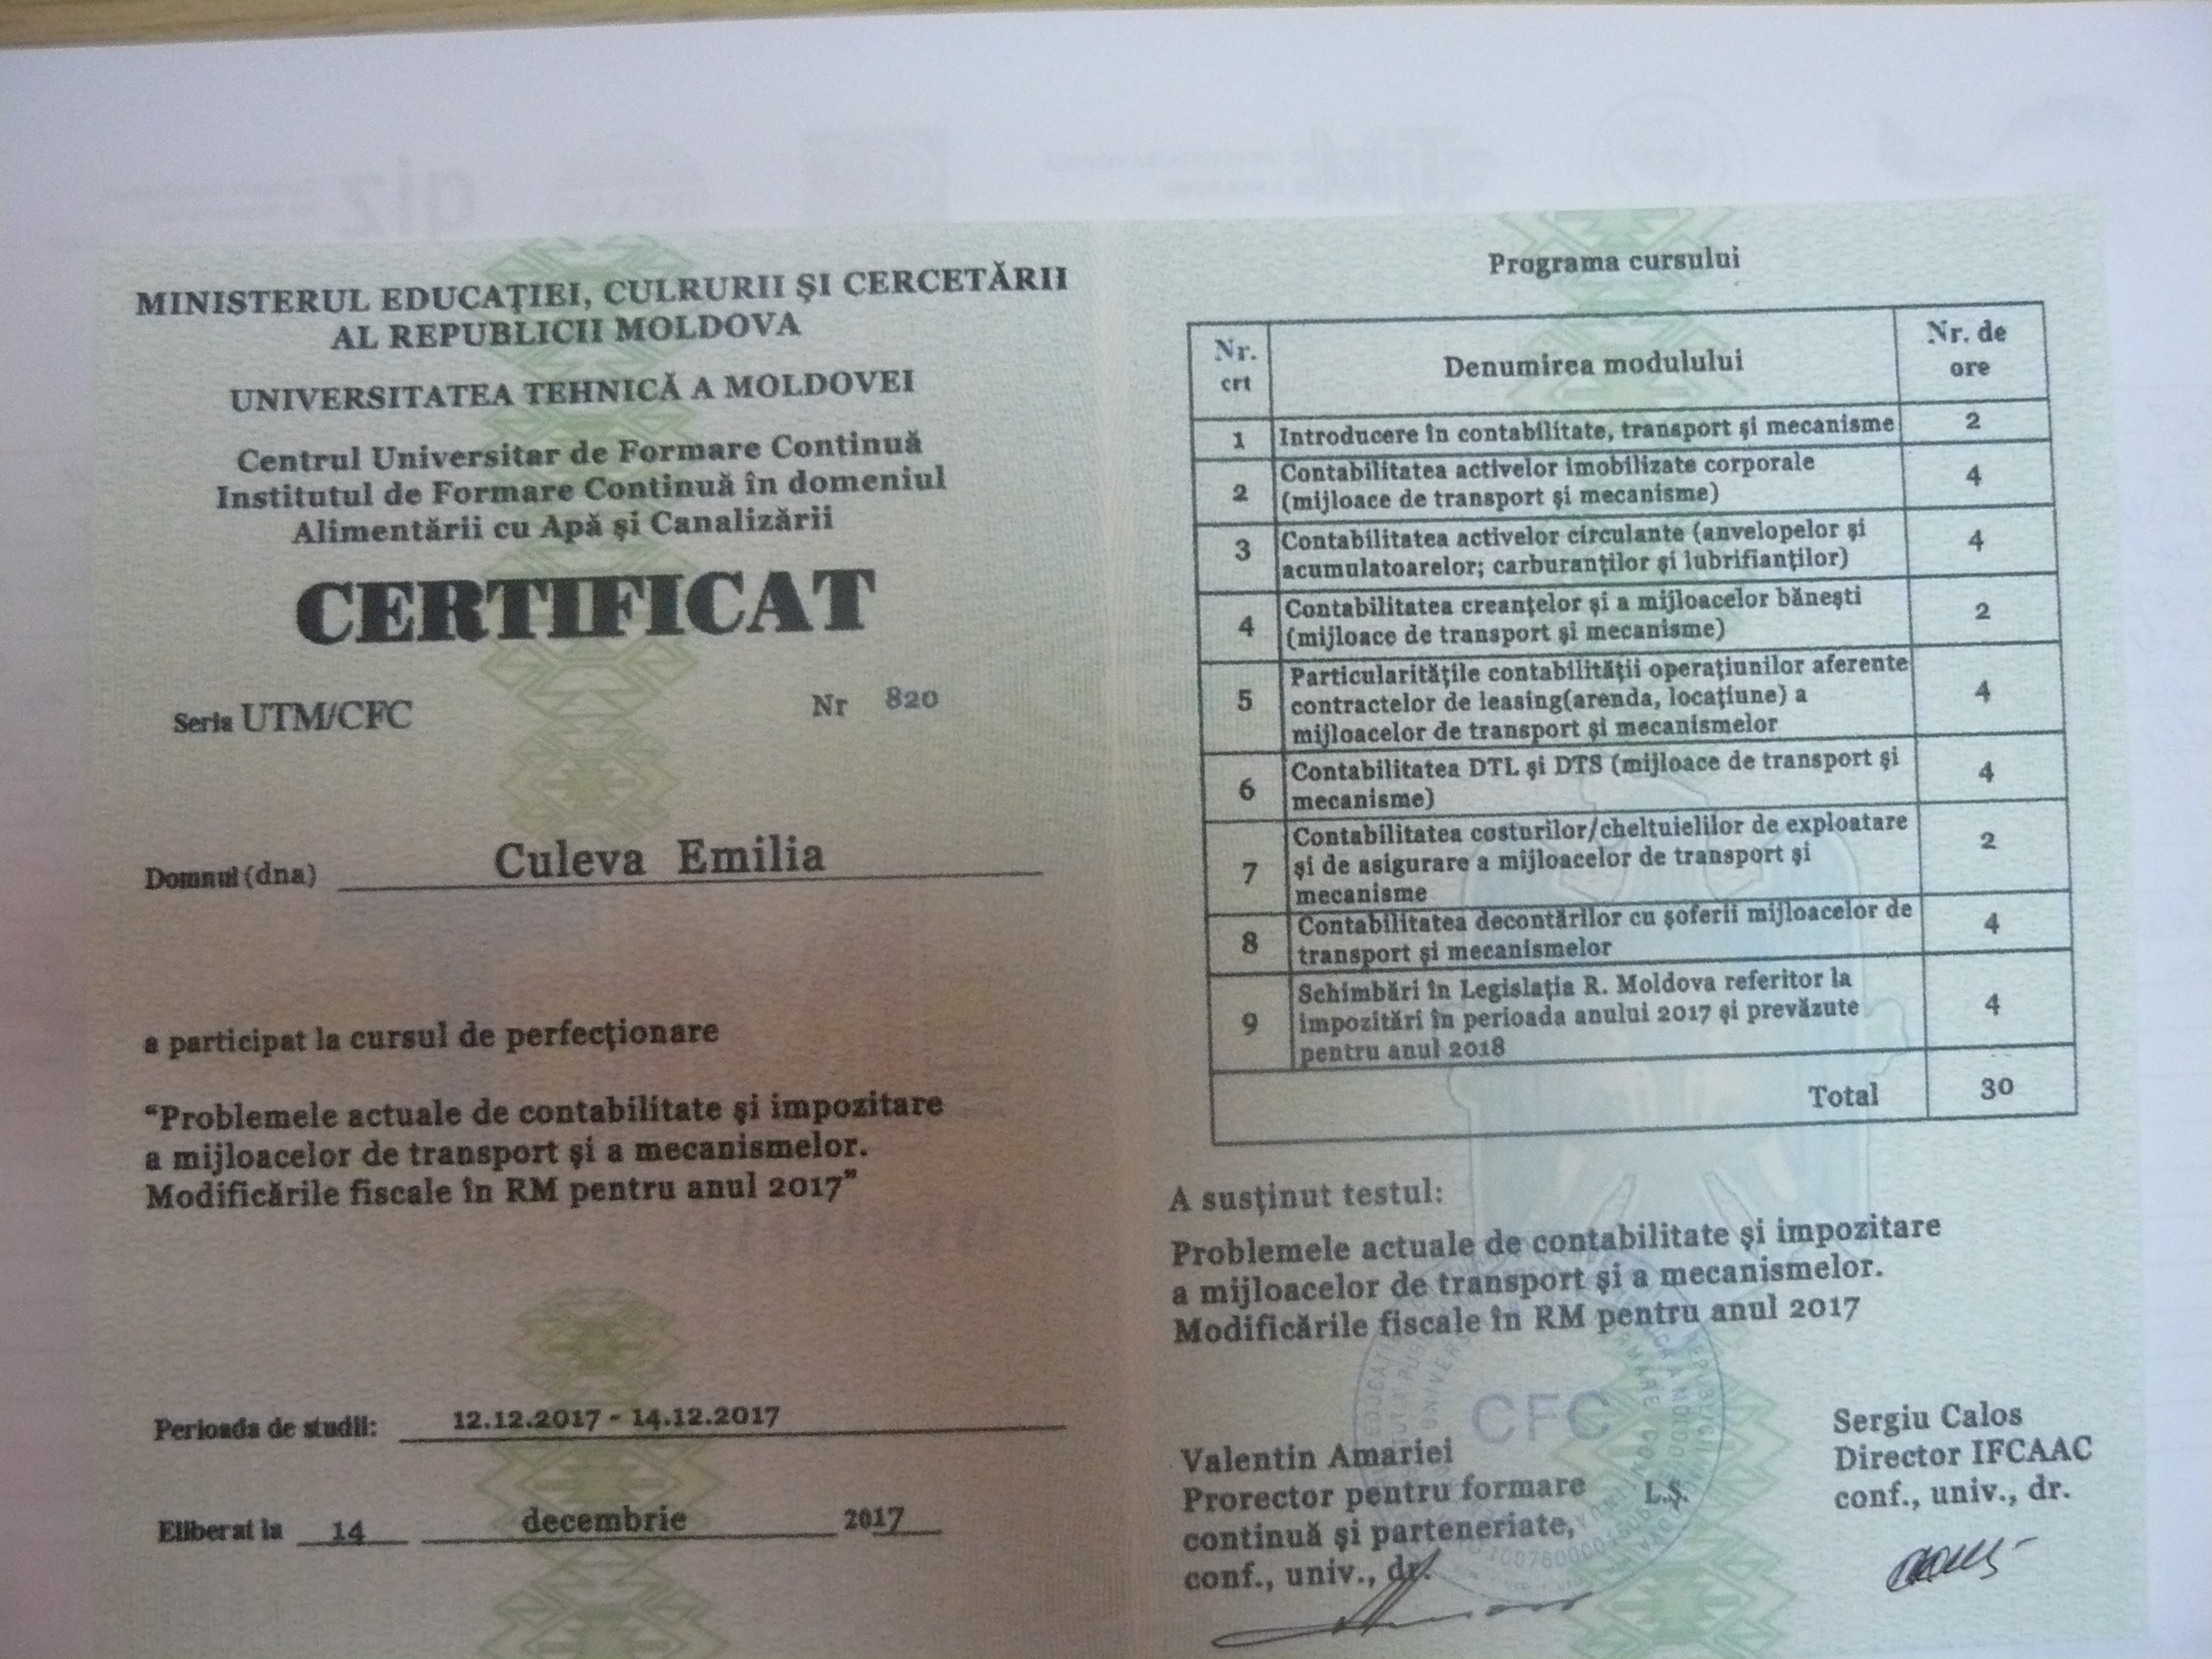 MINISTERUL EDUCAŢIEI, CULRURII ŞI CERCETĂRII
AL REPUBLICII MOLDOVA
UNIVERSITATEA TEHNICĂ A MOLDOVEI
Centrul Universitar de Formare Continuă
Institutul de Formare Continuă în domeniul
Alimentării cu Apă şi Canalizării
CERTIFICAT
Seria UTM/CFC Nr 820
Domnul (dna) Culeva Emilia
a participat la cursul de perfecţionare
“Problemele actuale de contabilitate şi impozitare
a mijloacelor de transport şi a mecanismelor.
Modificările fiscale în RM pentru anul 2017”
Perioada de studii: 12.12.2017 - 14.12.2017
Eliberat la 14 decembrie 2017
Programa cursului
Nr. crt Denumirea modulului Nr. de ore
1 Introducere în contabilitate, transport şi mecanisme 2
2 Contabilitatea activelor imobilizate corporale 4
(mijloace de transport şi mecanisme)
3 Contabilitatea activelor circulante (anvelopelor şi 4
acumulatoarelor; carburanţilor şi lubrifianţilor)
4 Contabilitatea creanţelor şi a mijloacelor băneşti 2
(mijloace de transport şi mecanisme)
5 Particularităţile contabilităţii operaţiunilor aferente 4
contractelor de leasing(arenda, locaţiune) a
mijloacelor de transport şi mecanismelor
6 Contabilitatea DTL şi DTS (mijloace de transport şi 4
mecanisme)
7 Contabilitatea costurilor/cheltuielilor de exploatare 2
şi de asigurare a mijloacelor de transport şi
mecanisme
8 Contabilitatea decontărilor cu şoferii mijloacelor de 4
transport şi mecanismelor
9 Schimbări în Legislaţia R. Moldova referitor la 4
impozitări în perioada anului 2017 şi prevăzute
pentru anul 2018
Total 30
A susţinut testul:
Problemele actuale de contabilitate şi impozitare
a mijloacelor de transport şi a mecanismelor.
Modificările fiscale în RM pentru anul 2017
CFC
Valentin Amariei
Prorector pentru formare
continuă şi parteneriate,
conf., univ., dr.
L.Ş.
Sergiu Calos
Director IFCAAC
conf., univ., dr.